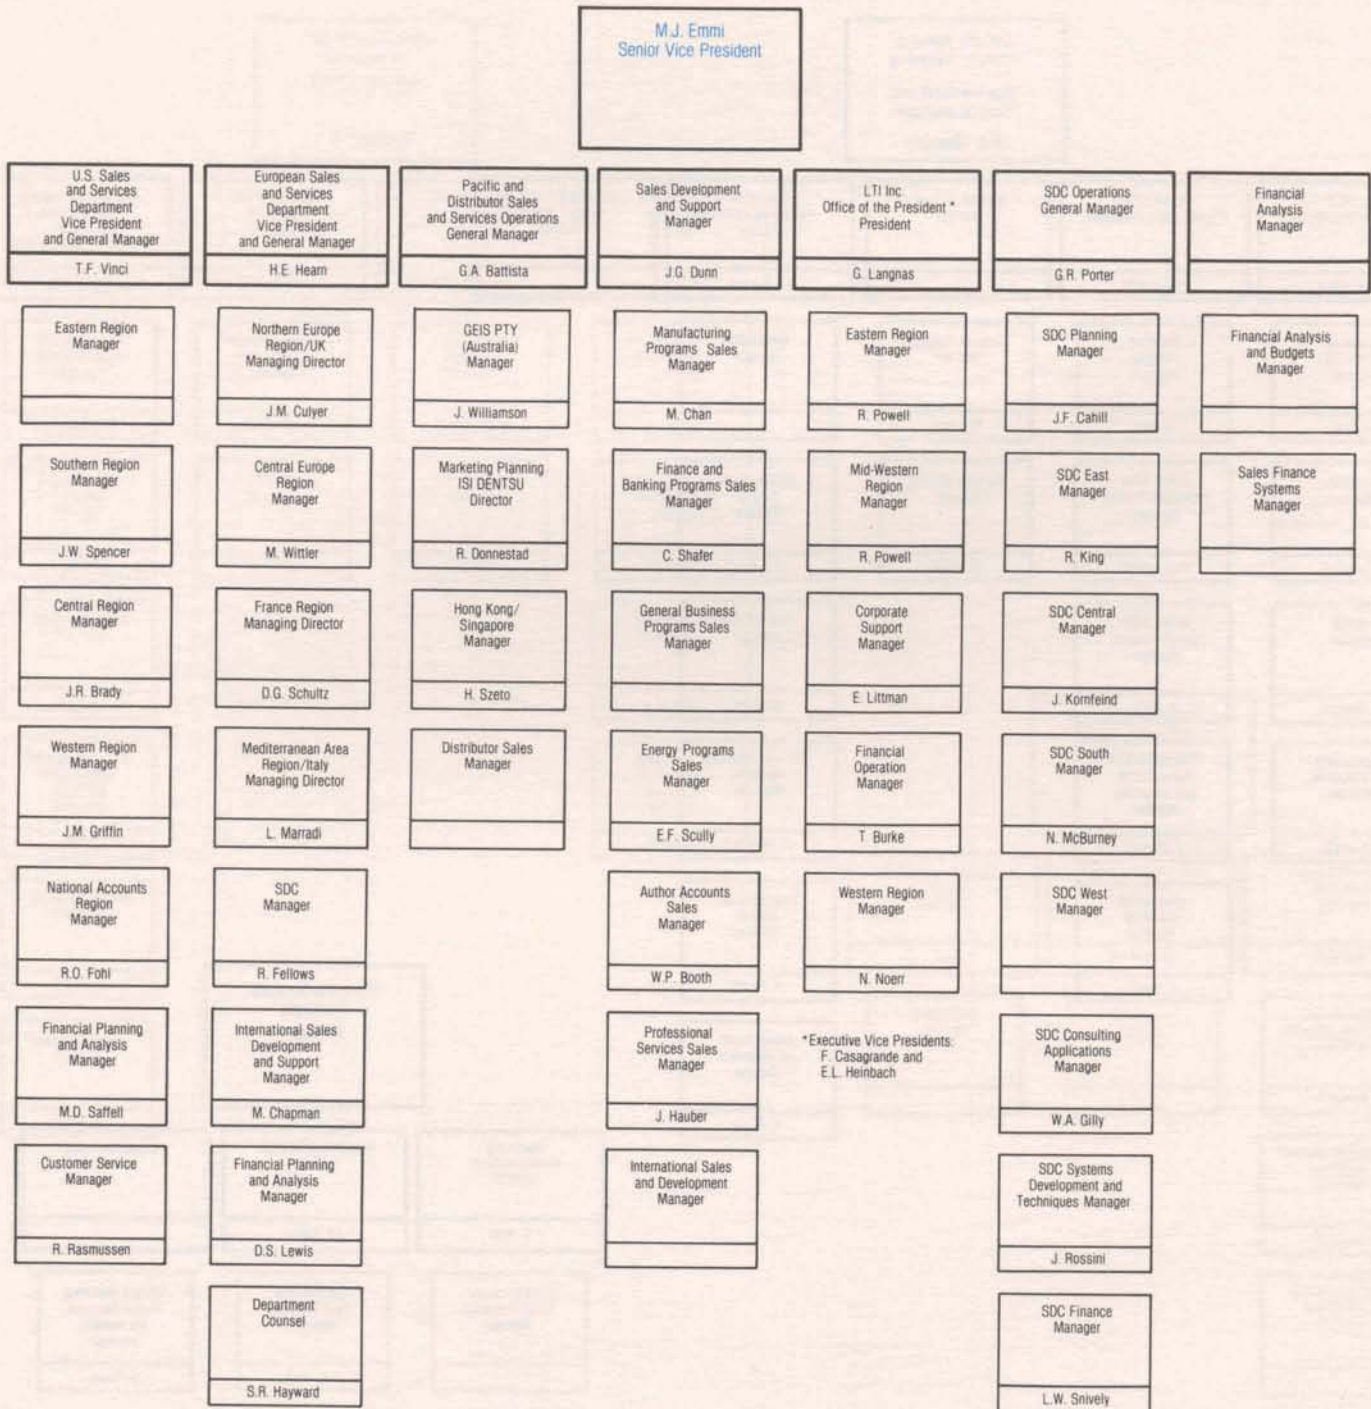 M.J. Emmi
Senior Vice President
U.S. Sales
and Services
Department
Vice President
and General Manager
T.F. Vinci
Eastern Region
Manager
Southern Region
Manager
J.W. Spencer
Central Region
Manager
J.R. Brady
Western Region
Manager
J.M. Griffin
National Accounts
Region
Manager
R.O. Fohl
Financial Planning
and Analysis
Manager
M.D. Saffell
Customer Service
Manager
R. Rasmussen
European Sales
and Services
Department
Vice President
and General Manager
H.E. Hearn
Northern Europe
Region/UK
Managing Director
J.M. Culyer
Central Europe
Region
Manager
M. Wittler
France Region
Managing Director
D.G. Schultz
Mediterranean Area
Region/Italy
Managing Director
L. Marradi
SDC
Manager
R. Fellows
International Sales
Development
and Support
Manager
M. Chapman
Financial Planning
and Analysis
Manager
D.S. Lewis
Department
Counsel
S.R. Hayward
Pacific and
Distributor Sales
and Services Operations
General Manager
G.A. Battista
GEIS PTY
(Australia)
Manager
J. Williamson
Marketing Planning
ISI DENTSU
Director
R. Donnestad
Hong Kong/
Singapore
Manager
H. Szeto
Distributor Sales
Manager
Sales Development
and Support
Manager
J.G. Dunn
Manufacturing
Programs Sales
Manager
M. Chan
Finance and
Banking Programs Sales
Manager
C. Shafer
General Business
Programs Sales
Manager
Energy Programs
Sales
Manager
E.F. Scully
Author Accounts
Sales
Manager
W.P. Booth
Professional
Services Sales
Manager
J. Hauber
International Sales
and Development
Manager
LTI Inc.
Office of the President *
President
G. Langnas
Eastern Region
Manager
R. Powell
Mid-Western
Region
Manager
R. Powell
Corporate
Support
Manager
E. Littman
Financial
Operation
Manager
T. Burke
Western Region
Manager
N. Noerr
*Executive Vice Presidents:
F. Casagrande and
E.L. Heinbach
SDC Operations
General Manager
G.R. Porter
SDC Planning
Manager
J.F. Cahill
SDC East
Manager
R. King
SDC Central
Manager
J. Kornfeind
SDC South
Manager
N. McBurney
SDC West
Manager
SDC Consulting
Applications
Manager
W.A. Gilly
SDC Systems
Development and
Techniques Manager
J. Rossini
SDC Finance
Manager
L.W. Snively
Financial
Analysis
Manager
Financial Analysis
and Budgets
Manager
Sales Finance
Systems
Manager